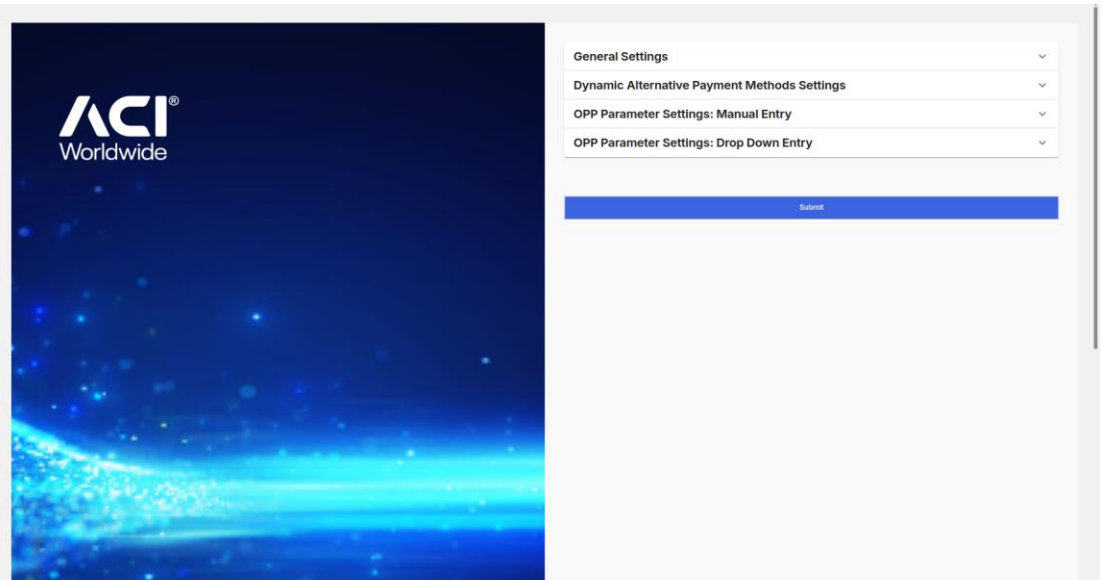 ACI®
Worldwide
General Settings
Dynamic Alternative Payment Methods Settings
OPP Parameter Settings: Manual Entry
OPP Parameter Settings: Drop Down Entry
Submit